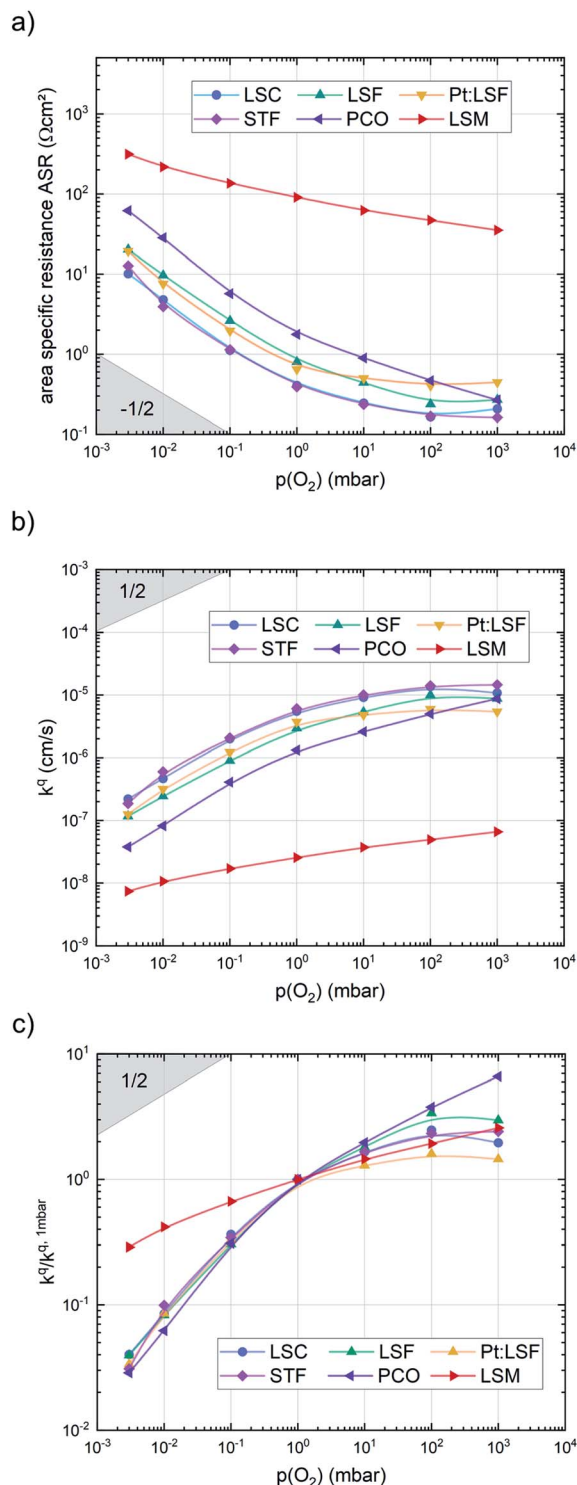 a)
area specific resistance ASR (Ωcm²)
10³
10²
10¹
10⁰
10⁻¹
LSC LSF Pt:LSF
STF PCO LSM
-1/2
10⁻³ 10⁻² 10⁻¹ 10⁰ 10¹ 10² 10³ 10⁴
p(O₂) (mbar)
b)
kq (cm/s)
10⁻³
10⁻⁴
10⁻⁵
10⁻⁶
10⁻⁷
10⁻⁸
10⁻⁹
1/2
LSC LSF Pt:LSF
STF PCO LSM
10⁻³ 10⁻² 10⁻¹ 10⁰ 10¹ 10² 10³ 10⁴
p(O₂) (mbar)
c)
kq/kq, 1mbar
10¹
10⁰
10⁻¹
10⁻²
1/2
LSC LSF Pt:LSF
STF PCO LSM
10⁻³ 10⁻² 10⁻¹ 10⁰ 10¹ 10² 10³ 10⁴
p(O₂) (mbar)